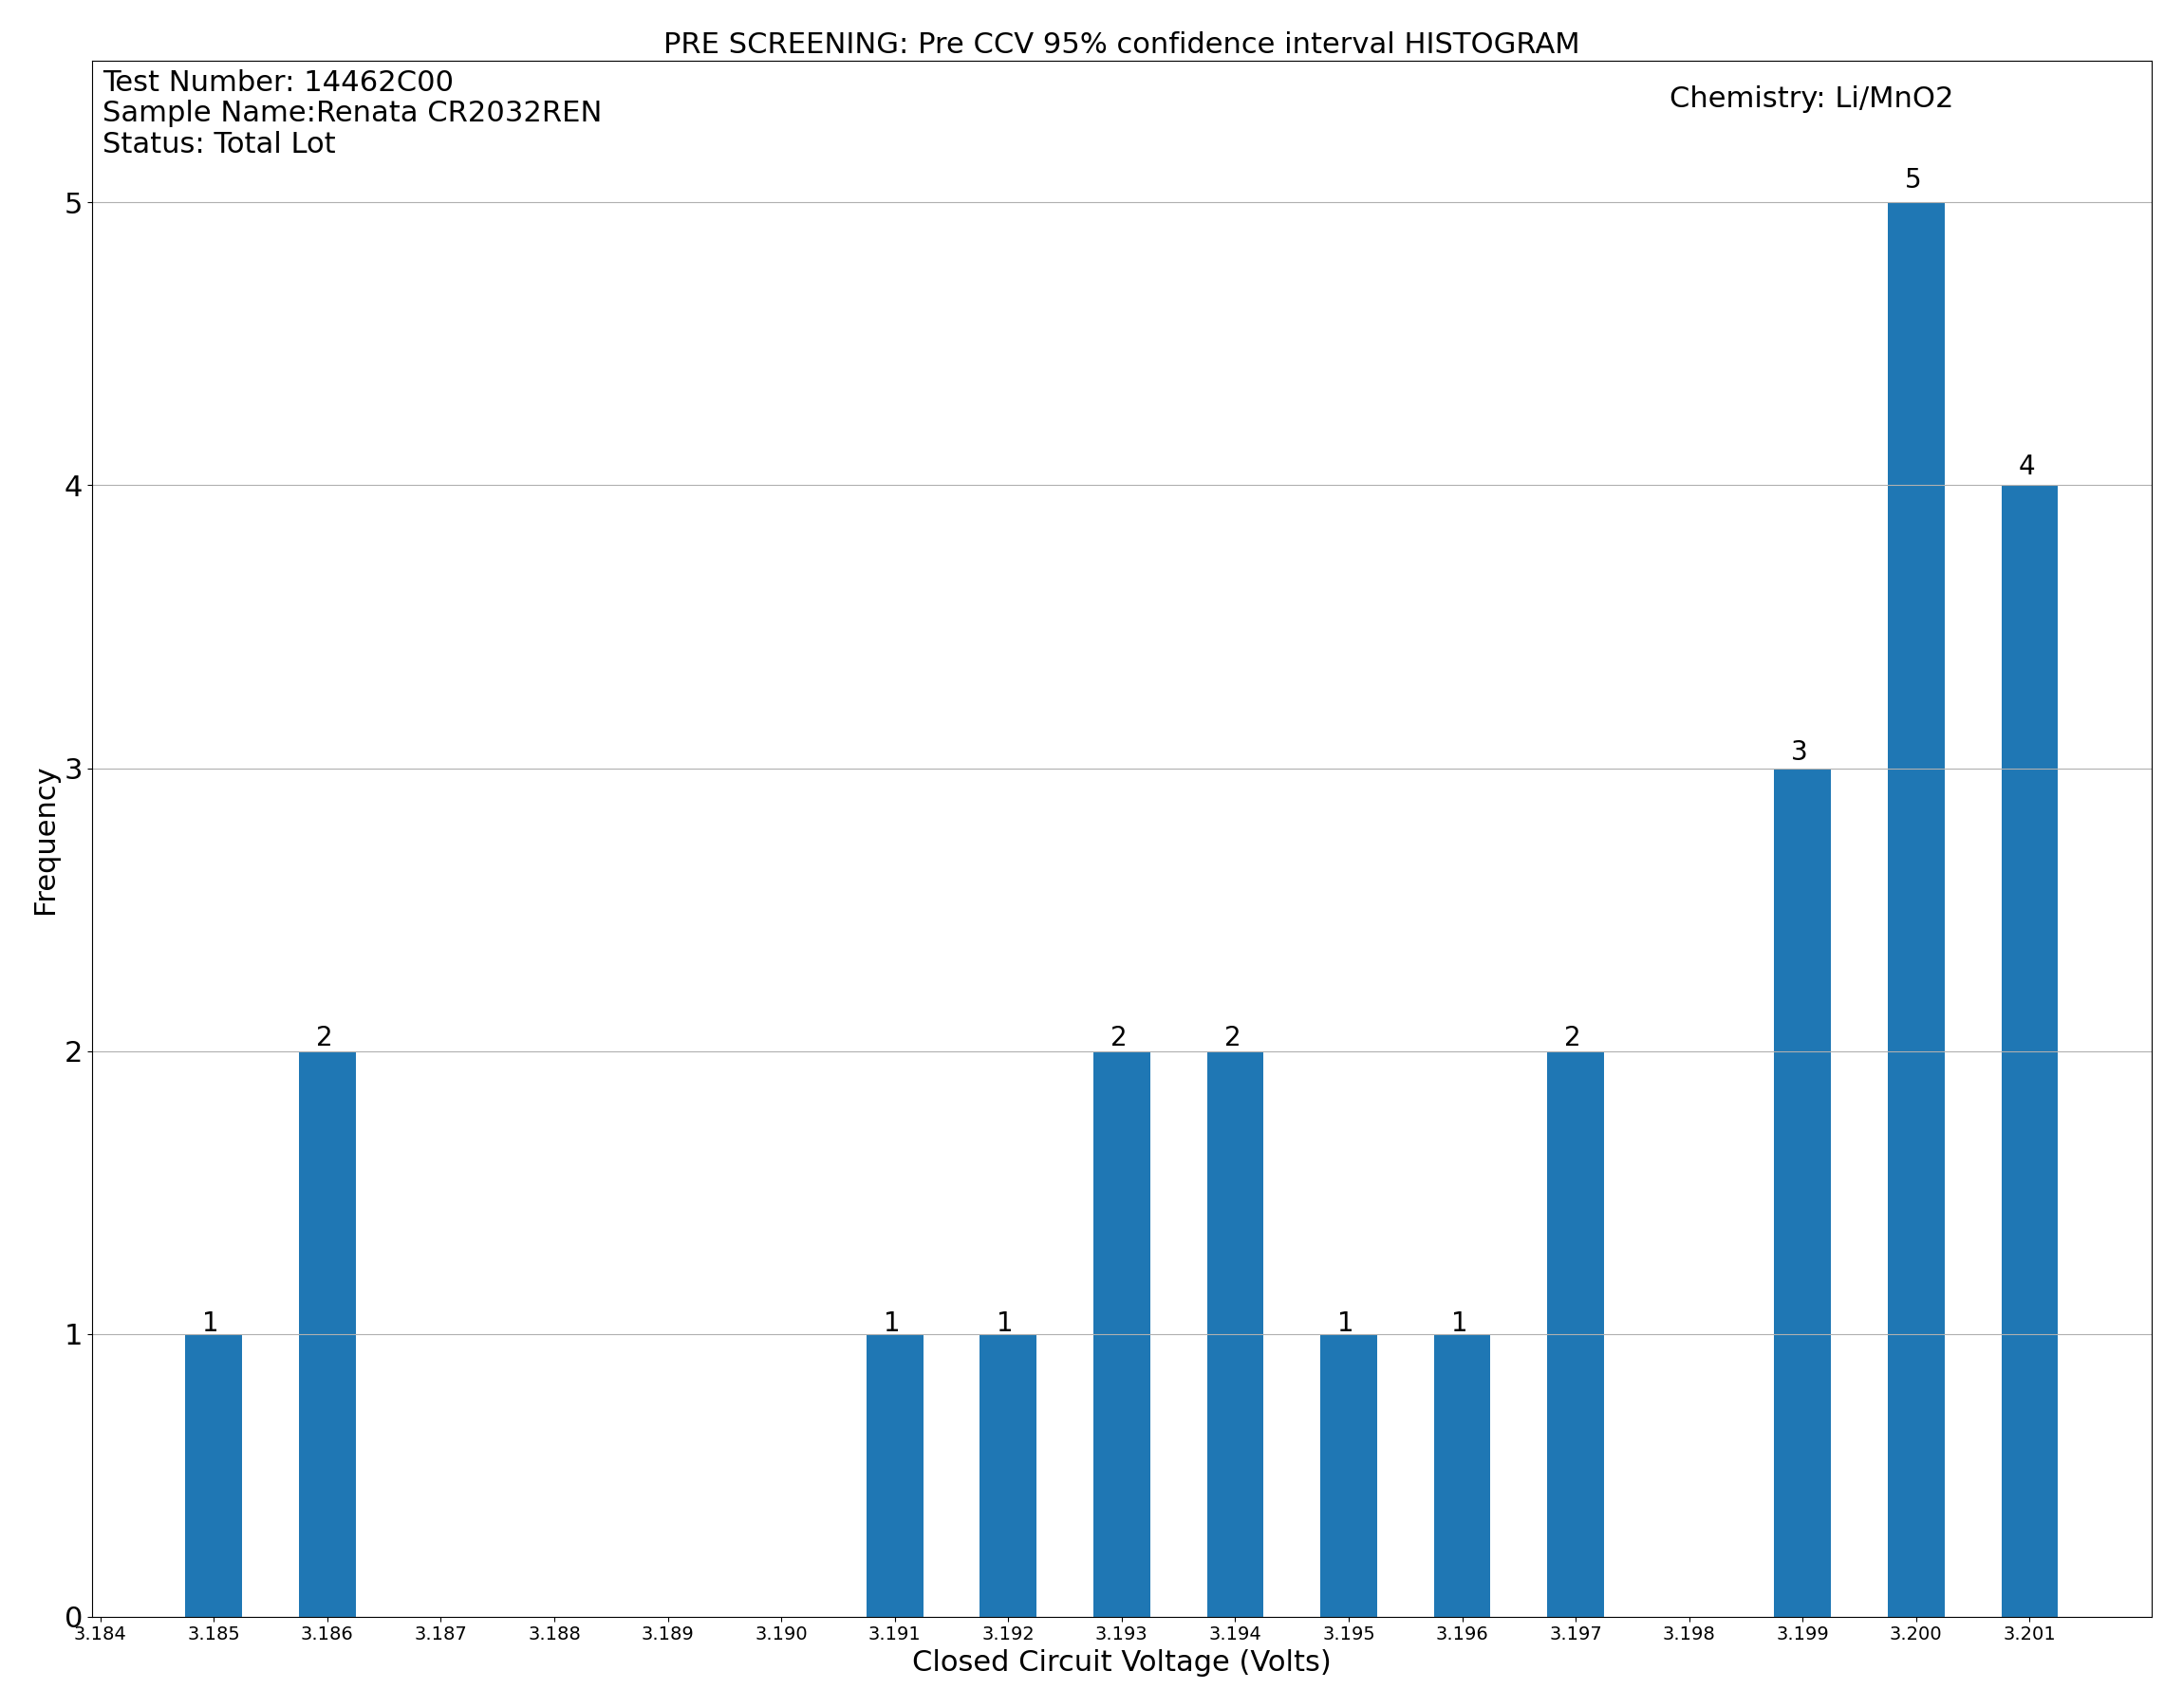 PRE SCREENING: Pre CCV 95% confidence interval HISTOGRAM
Test Number: 14462C00
Sample Name:Renata CR2032REN
Status: Total Lot
Chemistry: Li/MnO2
5
5
4
4
3
3
2
2 2 2 2
1
1 1 1 1 1
0
Frequency
3.184 3.185 3.186 3.187 3.188 3.189 3.190 3.191 3.192 3.193 3.194 3.195 3.196 3.197 3.198 3.199 3.200 3.201
Closed Circuit Voltage (Volts)